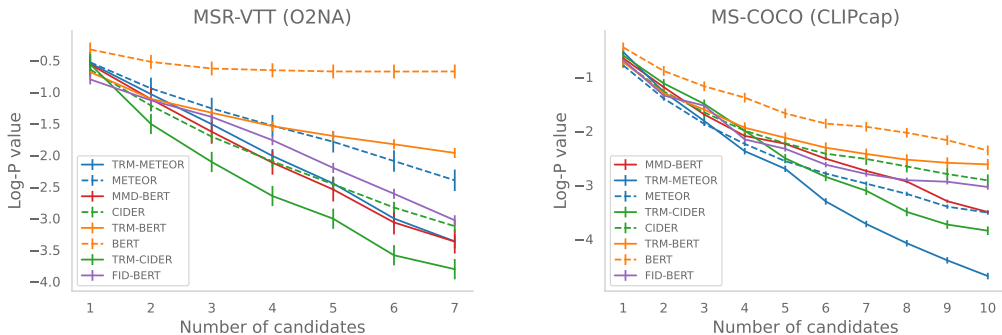 MSR-VTT (O2NA)
Log-P value
−0.5
−1.0
−1.5
−2.0
−2.5
−3.0
−3.5
−4.0
TRM-METEOR
METEOR
MMD-BERT
CIDER
TRM-BERT
BERT
TRM-CIDER
FID-BERT
1 2 3 4 5 6 7
Number of candidates
MS-COCO (CLIPcap)
Log-P value
−1
−2
−3
−4
MMD-BERT
TRM-METEOR
METEOR
TRM-CIDER
CIDER
TRM-BERT
BERT
FID-BERT
1 2 3 4 5 6 7 8 9 10
Number of candidates